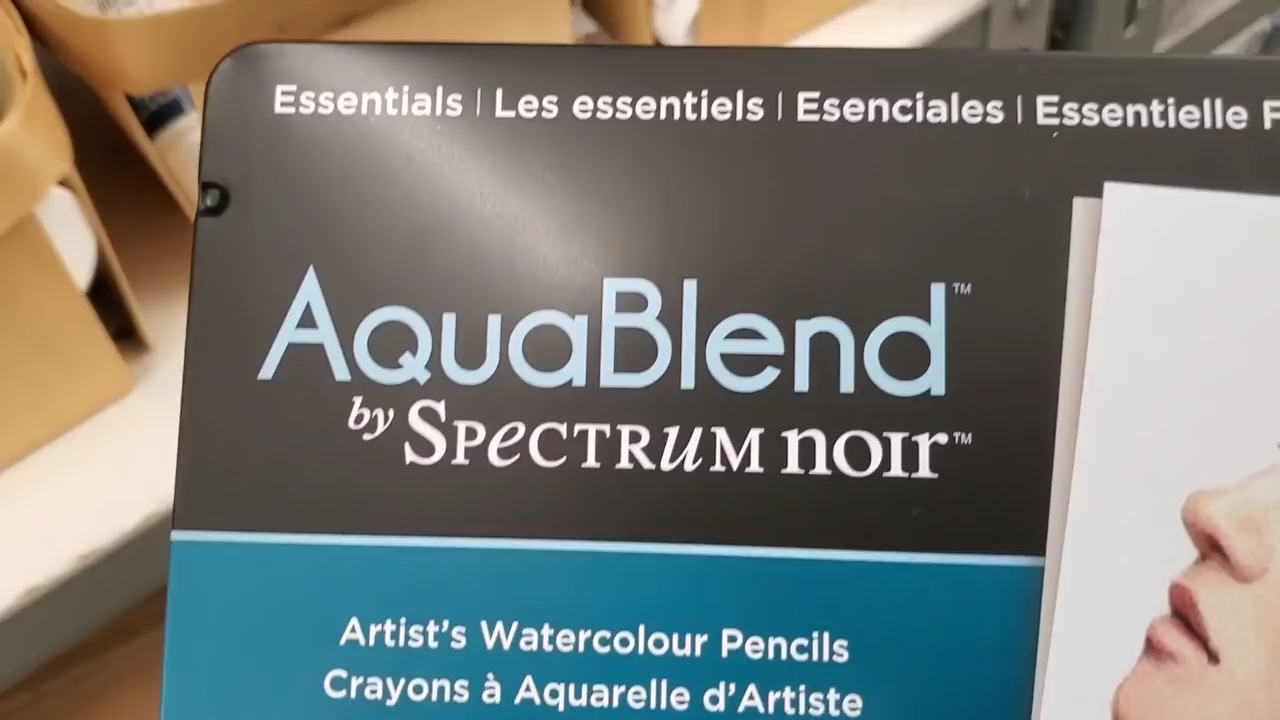 Essentials | Les essentiels | Esenciales | Essentielle
AquaBlend™
by SPeCTRUM noir™
Artist's Watercolour Pencils
Crayons à Aquarelle d'Artiste